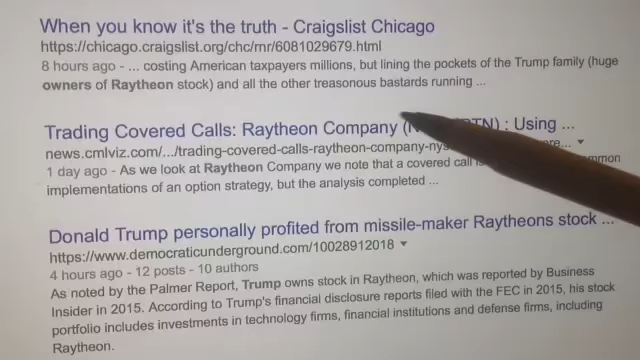 When you know it's the truth - Craigslist Chicago
https://chicago.craigslist.org/chc/rnr/6081029679.html
8 hours ago - ... costing American taxpayers millions, but lining the pockets of the Trump family (huge
owners of Raytheon stock) and all the other treasonous bastards running ...
Trading Covered Calls: Raytheon Company (N TN) : Using ...
news.cmlviz.com/.../trading-covered-calls-raytheon-company-nys
1 day ago - As we look at Raytheon Company we note that a covered call is common
implementations of an option strategy, but the analysis completed ...
Donald Trump personally profited from missile-maker Raytheons stock ...
https://www.democraticunderground.com/10028912018
4 hours ago - 12 posts - 10 authors
As noted by the Palmer Report, Trump owns stock in Raytheon, which was reported by Business
Insider in 2015. According to Trump's financial disclosure reports filed with the FEC in 2015, his stock
portfolio includes investments in technology firms, financial institutions and defense firms, including
Raytheon.